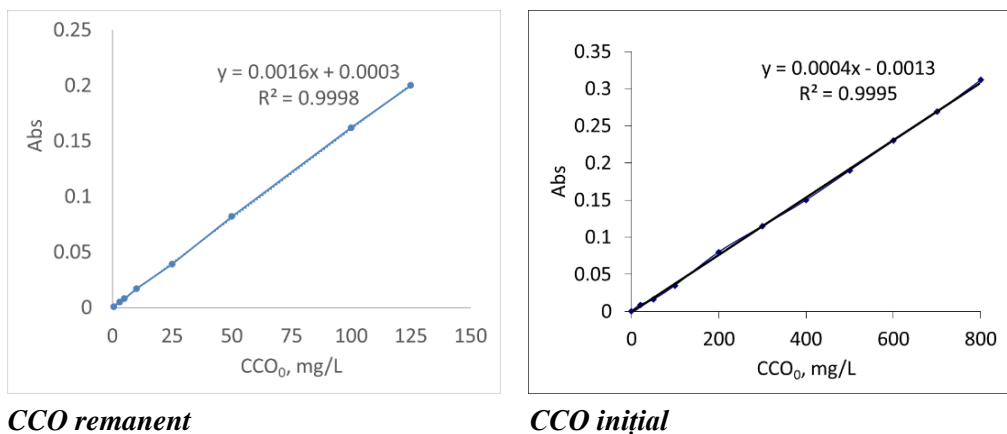 0.25
0.2
0.15
0.1
0.05
0
Abs
y = 0.0016x + 0.0003
R² = 0.9998
0 25 50 75 100 125 150
CCO₀, mg/L
CCO remanent
0.35
0.3
0.25
0.2
0.15
0.1
0.05
0
Abs
y = 0.0004x - 0.0013
R² = 0.9995
0 200 400 600 800
CCO₀, mg/L
CCO inițial